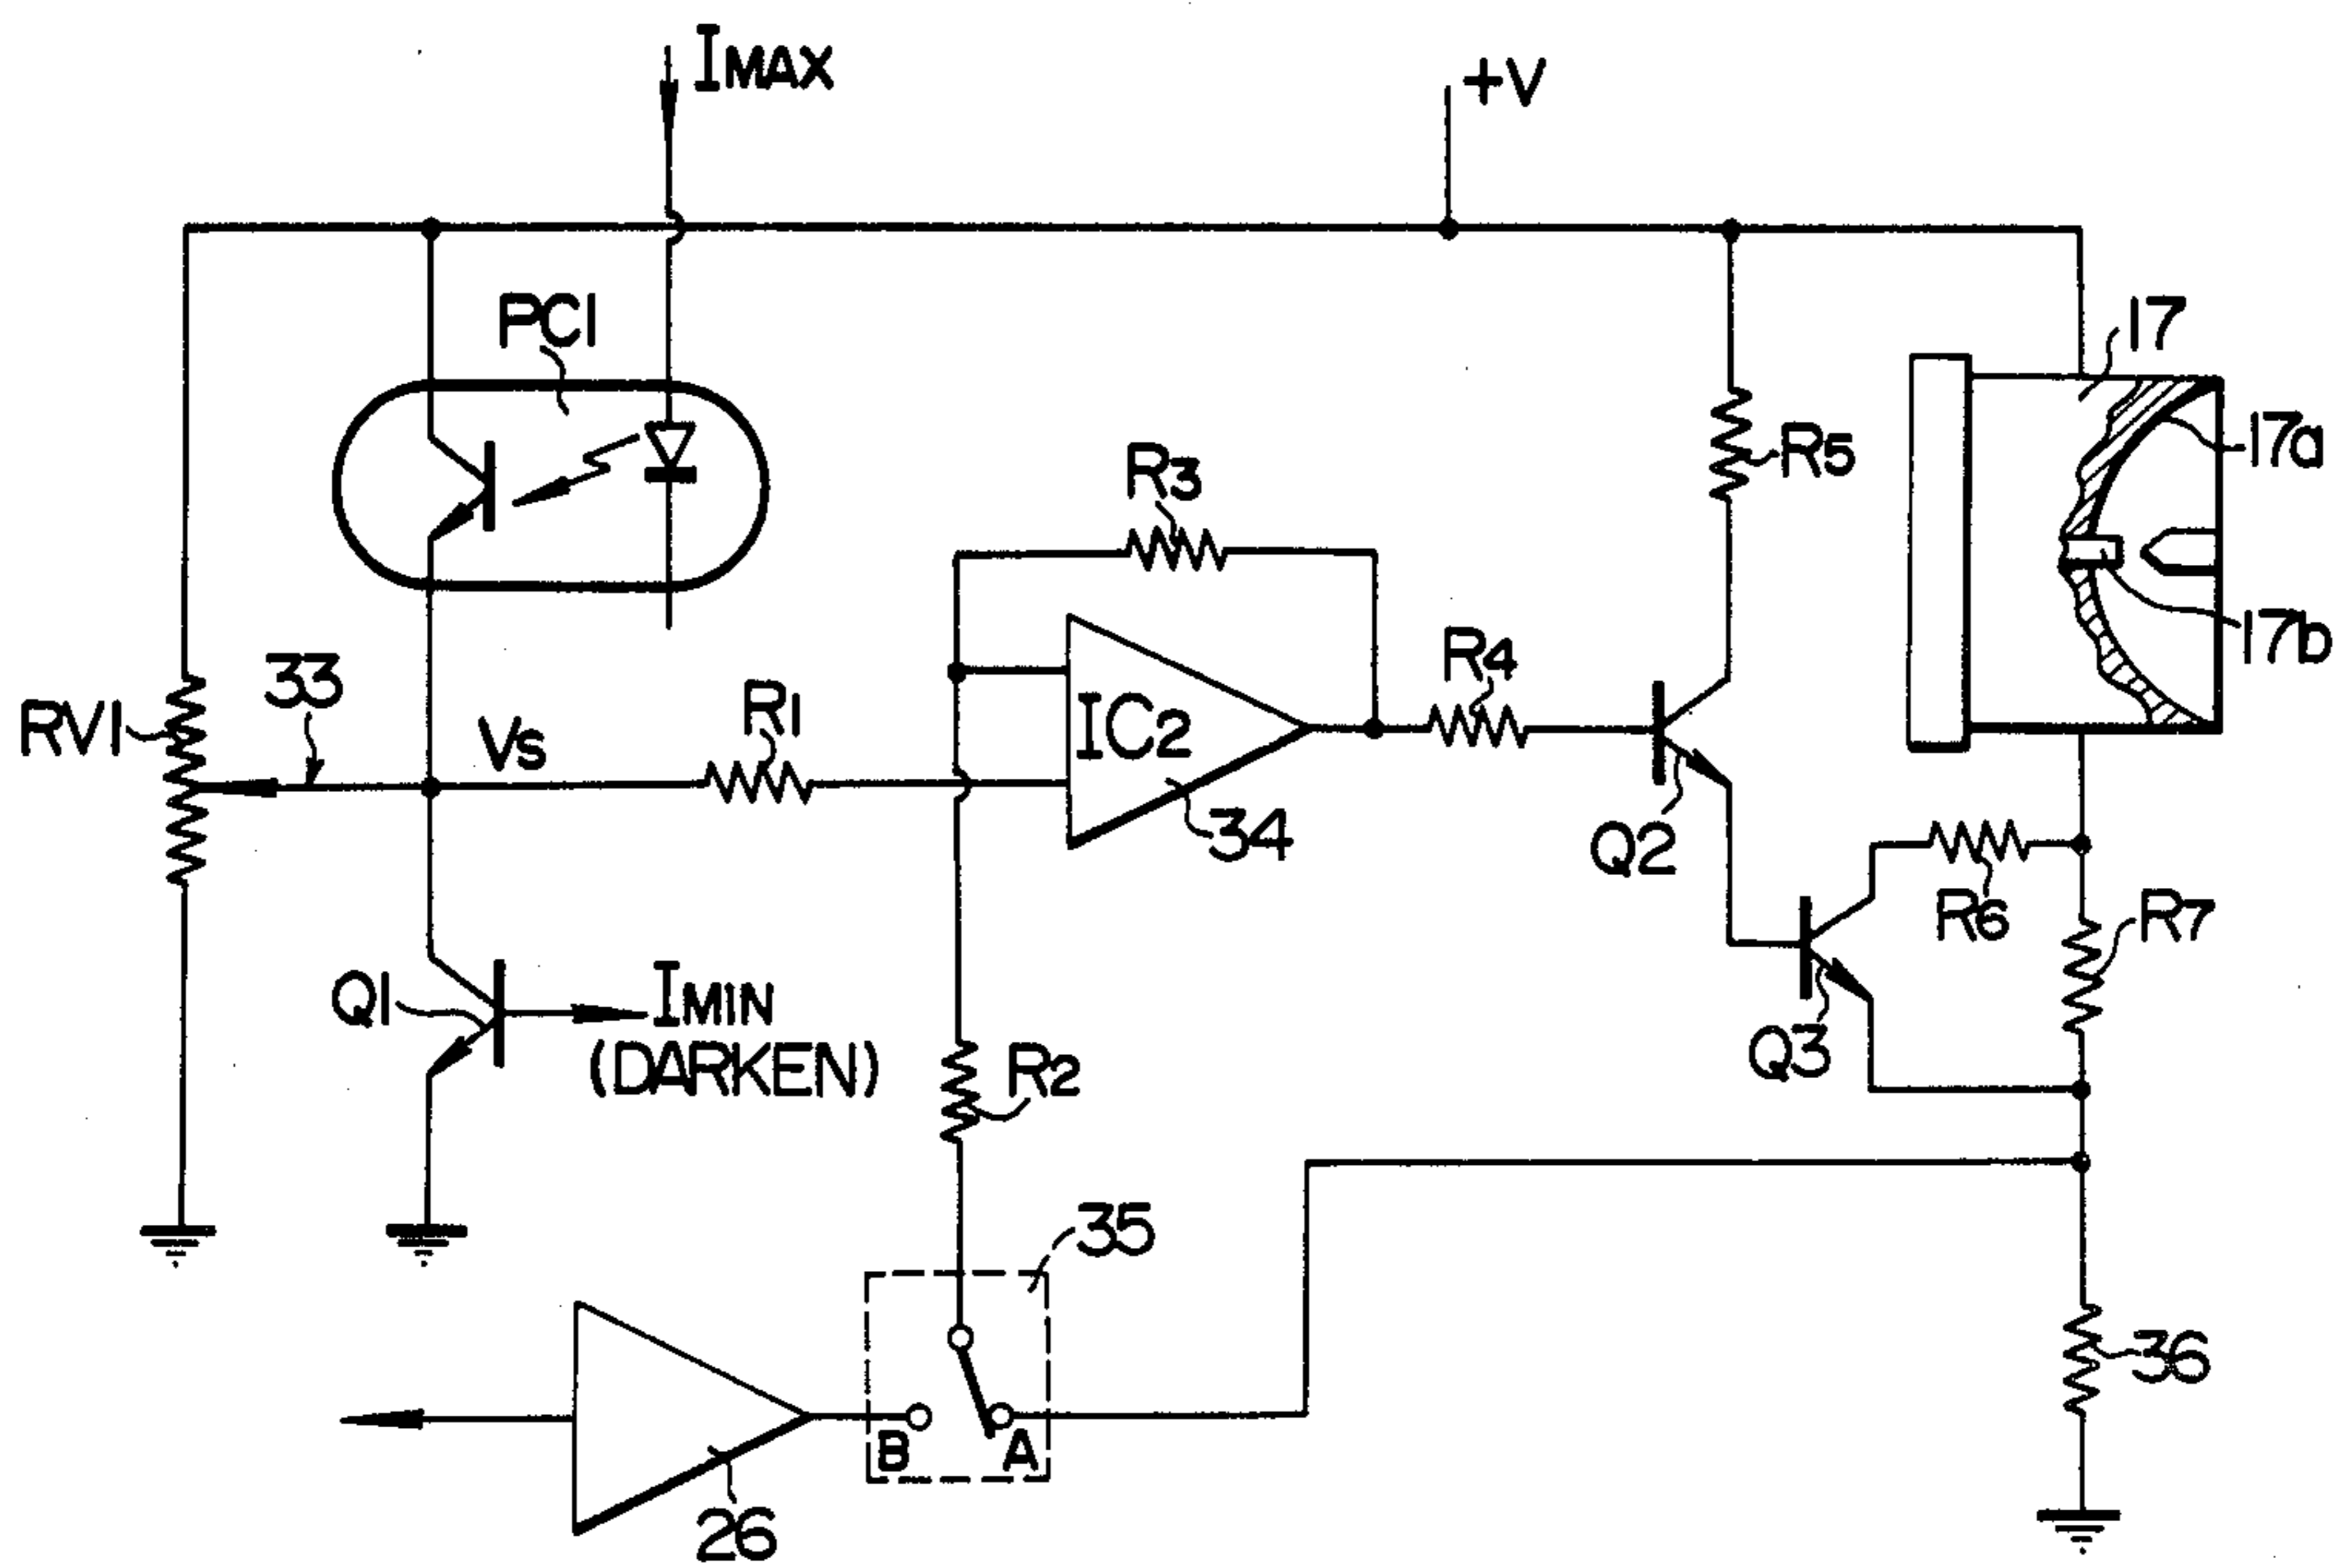 IMAX
+V
PC1
17
17a
R3
R5
17b
R4
33
RV1
Vs
R1
IC2
34
Q2
R6
R7
Q1
IMIN
(DARKEN)
Q3
R2
35
36
B
A
26